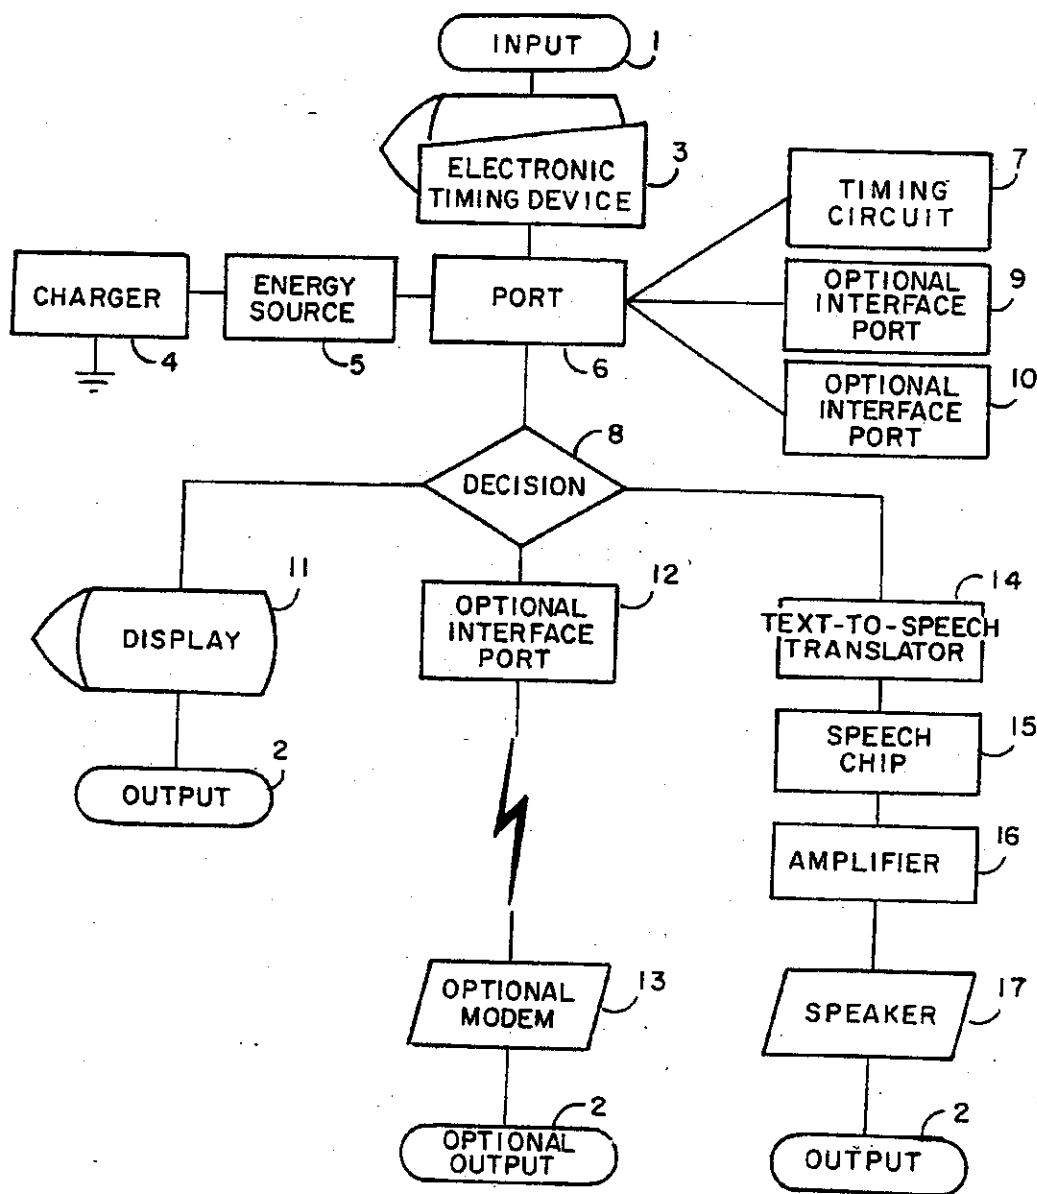 INPUT
1
ELECTRONIC
TIMING DEVICE
3
CHARGER
4
ENERGY
SOURCE
5
PORT
6
TIMING
CIRCUIT
7
OPTIONAL
INTERFACE
PORT
9
OPTIONAL
INTERFACE
PORT
10
DECISION
8
DISPLAY
11
OUTPUT
2
OPTIONAL
INTERFACE
PORT
12
OPTIONAL
MODEM
13
OPTIONAL
OUTPUT
2
TEXT-TO-SPEECH
TRANSLATOR
14
SPEECH
CHIP
15
AMPLIFIER
16
SPEAKER
17
OUTPUT
2